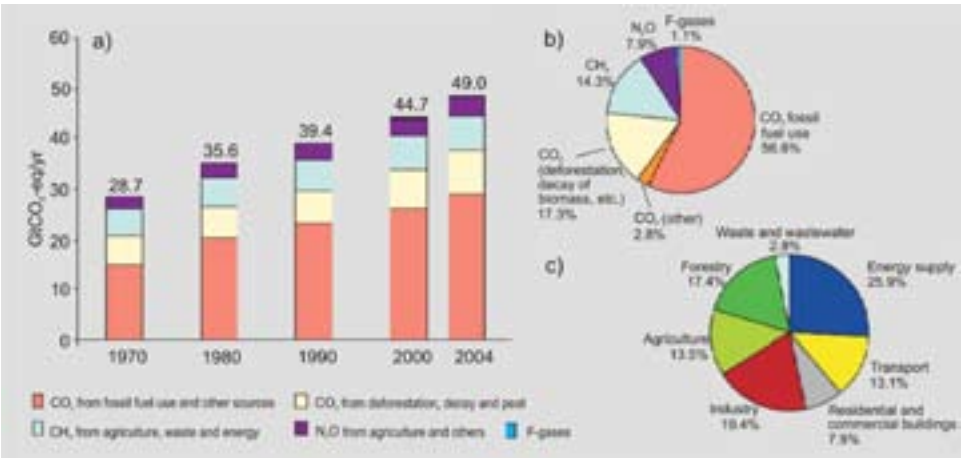 a)
GtCO₂-eq/yr
60
50
40
30
20
10
0
28.7
35.6
39.4
44.7
49.0
1970
1980
1990
2000
2004
CO₂ from fossil fuel use and other sources
CO₂ from deforestation, decay and peat
CH₄ from agriculture, waste and energy
N₂O from agriculture and others
F-gases
b)
F-gases
1.1%
N₂O
7.9%
CH₄
14.3%
CO₂ fossil
fuel use
56.6%
CO₂
(deforestation,
decay of
biomass, etc.)
17.3%
CO₂ (other)
2.8%
c)
Waste and wastewater
2.8%
Forestry
17.4%
Energy supply
25.9%
Agriculture
13.5%
Transport
13.1%
Industry
19.4%
Residential and
commercial buildings
7.9%